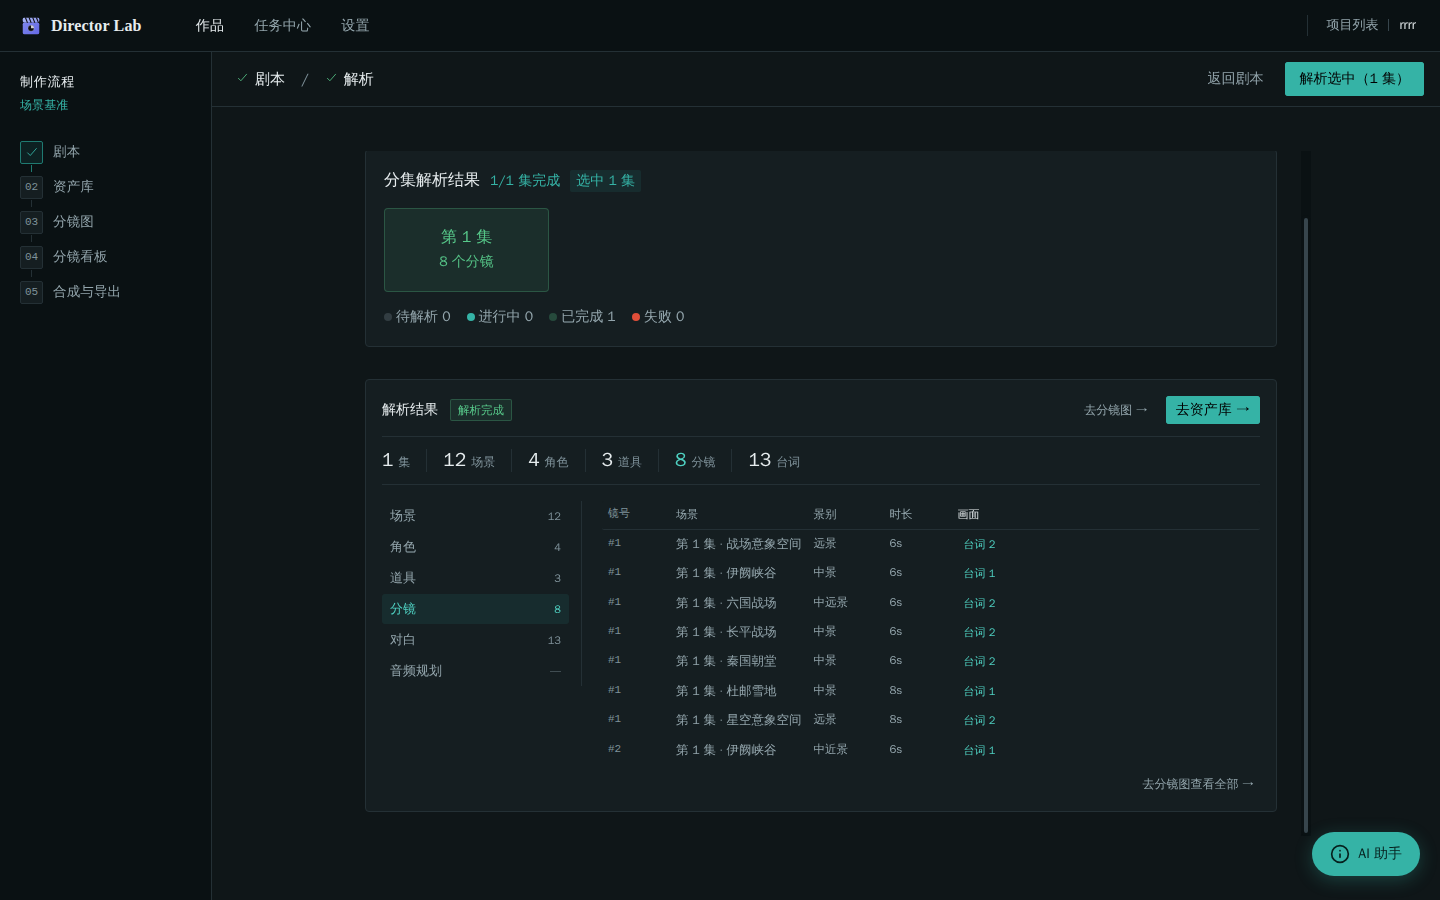 Director Lab 作品 任务中心 设置 项目列表 rrrr
制作流程
场景基准
剧本
02 资产库
03 分镜图
04 分镜看板
05 合成与导出
剧本 / 解析 返回剧本 解析选中（1 集）
分集解析结果 1/1 集完成 选中 1 集
第 1 集
8 个分镜
待解析 0 进行中 0 已完成 1 失败 0
解析结果 解析完成 去分镜图 → 去资产库 →
1 集 12 场景 4 角色 3 道具 8 分镜 13 台词
场景 12
角色 4
道具 3
分镜 8
对白 13
音频规划 —
镜号 场景 景别 时长 画面
#1 第 1 集 · 战场意象空间 远景 6s 台词 2
#1 第 1 集 · 伊阙峡谷 中景 6s 台词 1
#1 第 1 集 · 六国战场 中远景 6s 台词 2
#1 第 1 集 · 长平战场 中景 6s 台词 2
#1 第 1 集 · 秦国朝堂 中景 6s 台词 2
#1 第 1 集 · 杜邮雪地 中景 8s 台词 1
#1 第 1 集 · 星空意象空间 远景 8s 台词 2
#2 第 1 集 · 伊阙峡谷 中近景 6s 台词 1
去分镜图查看全部 →
AI 助手